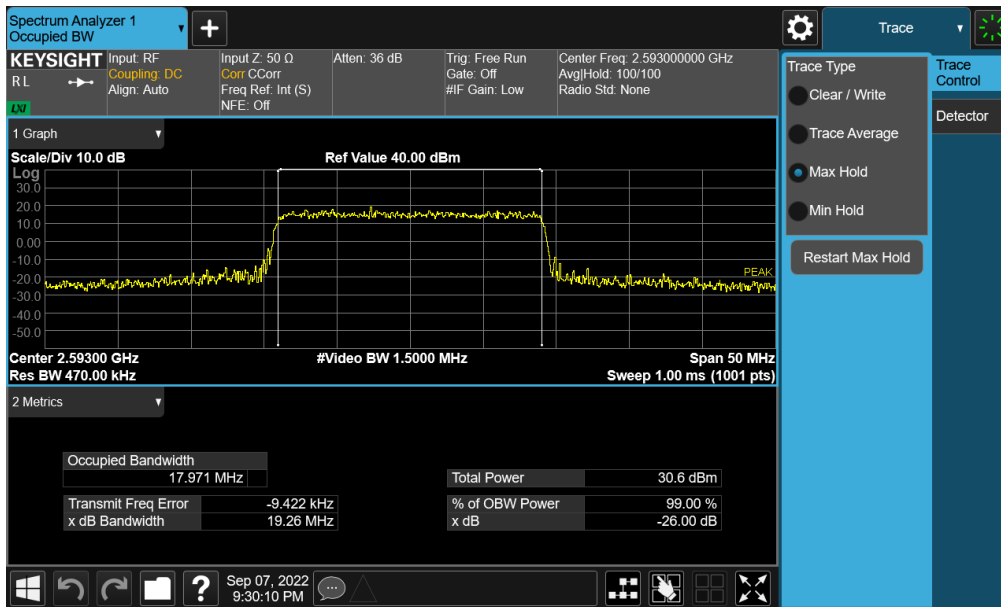 Spectrum Analyzer 1
Occupied BW
Trace
KEYSIGHT
R L
LXI
Input: RF
Coupling: DC
Align: Auto
Input Z: 50 Ω
Corr CCorr
Freq Ref: Int (S)
NFE: Off
Atten: 36 dB
Trig: Free Run
Gate: Off
#IF Gain: Low
Center Freq: 2.593000000 GHz
Avg|Hold: 100/100
Radio Std: None
Trace Type
Clear / Write
Trace Average
Max Hold
Min Hold
Restart Max Hold
Trace
Control
Detector
1 Graph
Scale/Div 10.0 dB
Ref Value 40.00 dBm
Log
30.0
20.0
10.0
0.00
-10.0
-20.0
-30.0
-40.0
-50.0
PEAK
Center 2.59300 GHz
#Video BW 1.5000 MHz
Span 50 MHz
Res BW 470.00 kHz
Sweep 1.00 ms (1001 pts)
2 Metrics
Occupied Bandwidth
17.971 MHz
Total Power 30.6 dBm
Transmit Freq Error -9.422 kHz
% of OBW Power 99.00 %
x dB Bandwidth 19.26 MHz
x dB -26.00 dB
?
Sep 07, 2022
9:30:10 PM